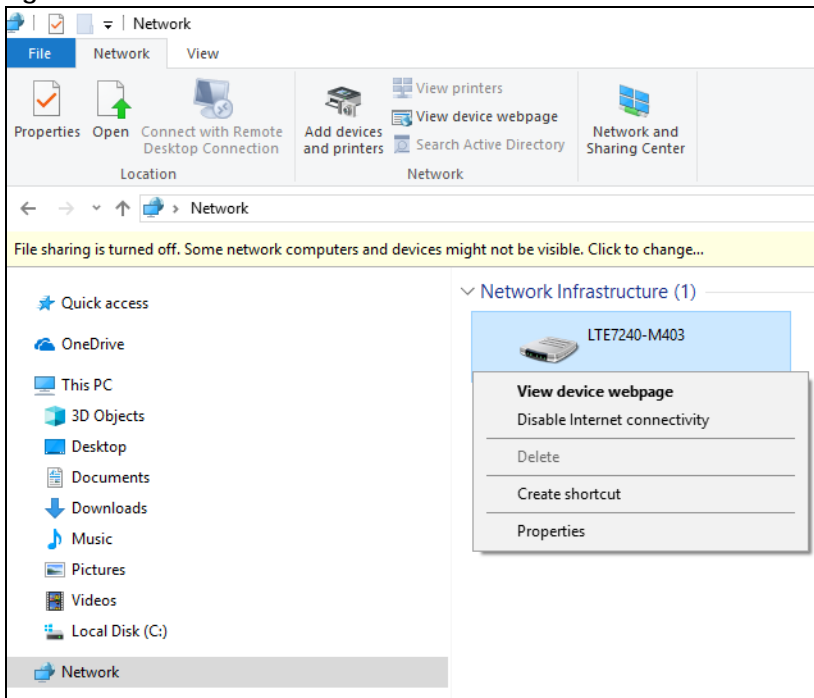 Network
File Network View
Properties Open Connect with Remote Desktop Connection
Add devices and printers
View printers
View device webpage
Search Active Directory
Network and Sharing Center
Location Network
Network
File sharing is turned off. Some network computers and devices might not be visible. Click to change...
Quick access
OneDrive
This PC
3D Objects
Desktop
Documents
Downloads
Music
Pictures
Videos
Local Disk (C:)
Network
Network Infrastructure (1)
LTE7240-M403
View device webpage
Disable Internet connectivity
Delete
Create shortcut
Properties